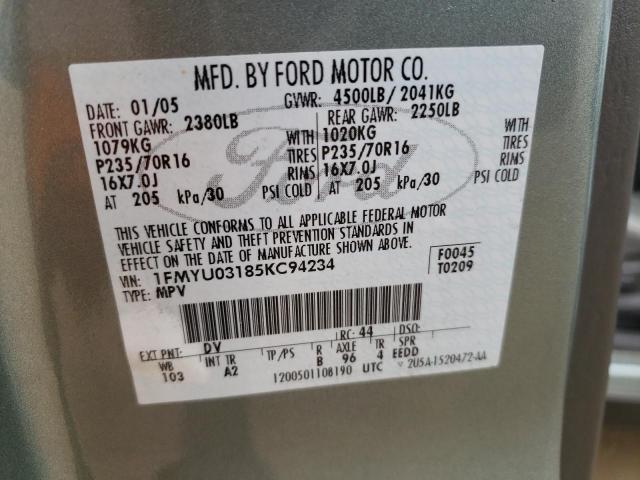 MFD. BY FORD MOTOR CO.
DATE: 01/05 GVWR: 4500LB/2041KG
FRONT GAWR: 2380LB REAR GAWR: 2250LB
1079KG WITH 1020KG WITH
P235/70R16 TIRES P235/70R16 TIRES
16X7.0J RIMS 16X7.0J RIMS
AT 205 kPa/30 PSI COLD AT 205 kPa/30 PSI COLD
Ford
THIS VEHICLE CONFORMS TO ALL APPLICABLE FEDERAL MOTOR
VEHICLE SAFETY AND THEFT PREVENTION STANDARDS IN
EFFECT ON THE DATE OF MANUFACTURE SHOWN ABOVE.
VIN: 1FMYU03185KC94234 F0045
TYPE: MPV T0209
EXT PNT: DV RC: 44 DSO:
WB INT TR TP/PS R AXLE TR SPR
103 A2 B 96 4 EEDD
1200501108190 UTC 2U5A-1520472-AA